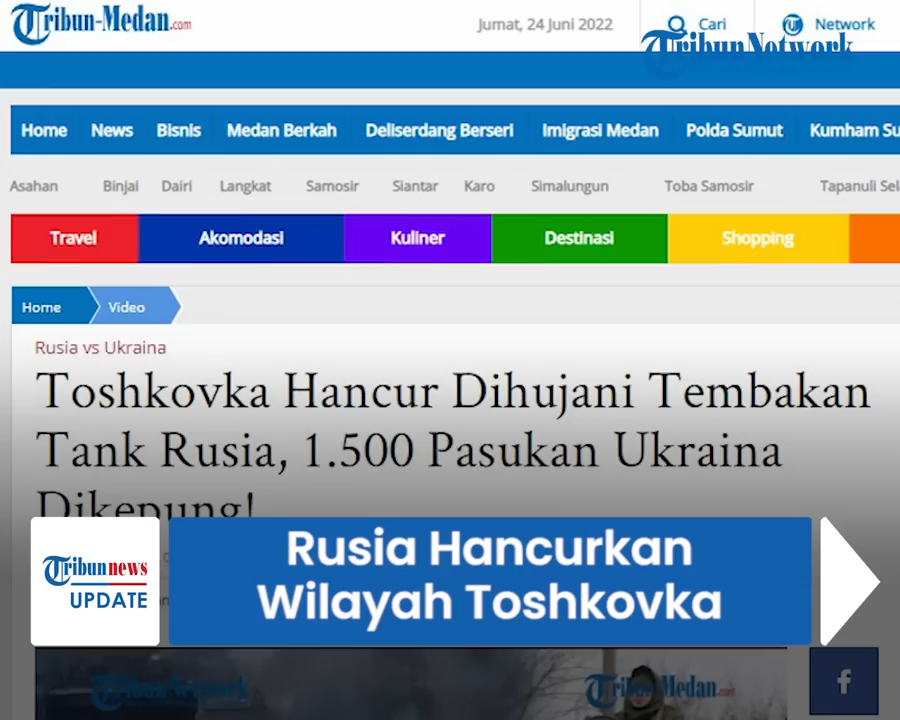 Tribun-Medan.com
Jumat, 24 Juni 2022
Cari
Network
TribunNetwork
Home News Bisnis Medan Berkah Deliserdang Berseri Imigrasi Medan Polda Sumut Kumham Su
Asahan Binjai Dairi Langkat Samosir Siantar Karo Simalungun Toba Samosir Tapanuli Sel
Travel Akomodasi Kuliner Destinasi Shopping
Home Video
Rusia vs Ukraina
Toshkovka Hancur Dihujani Tembakan
Tank Rusia, 1.500 Pasukan Ukraina
Dikepung!
Tribunnews
UPDATE
Rusia Hancurkan
Wilayah Toshkovka
Tribun Network
Tribun Medan.com
f